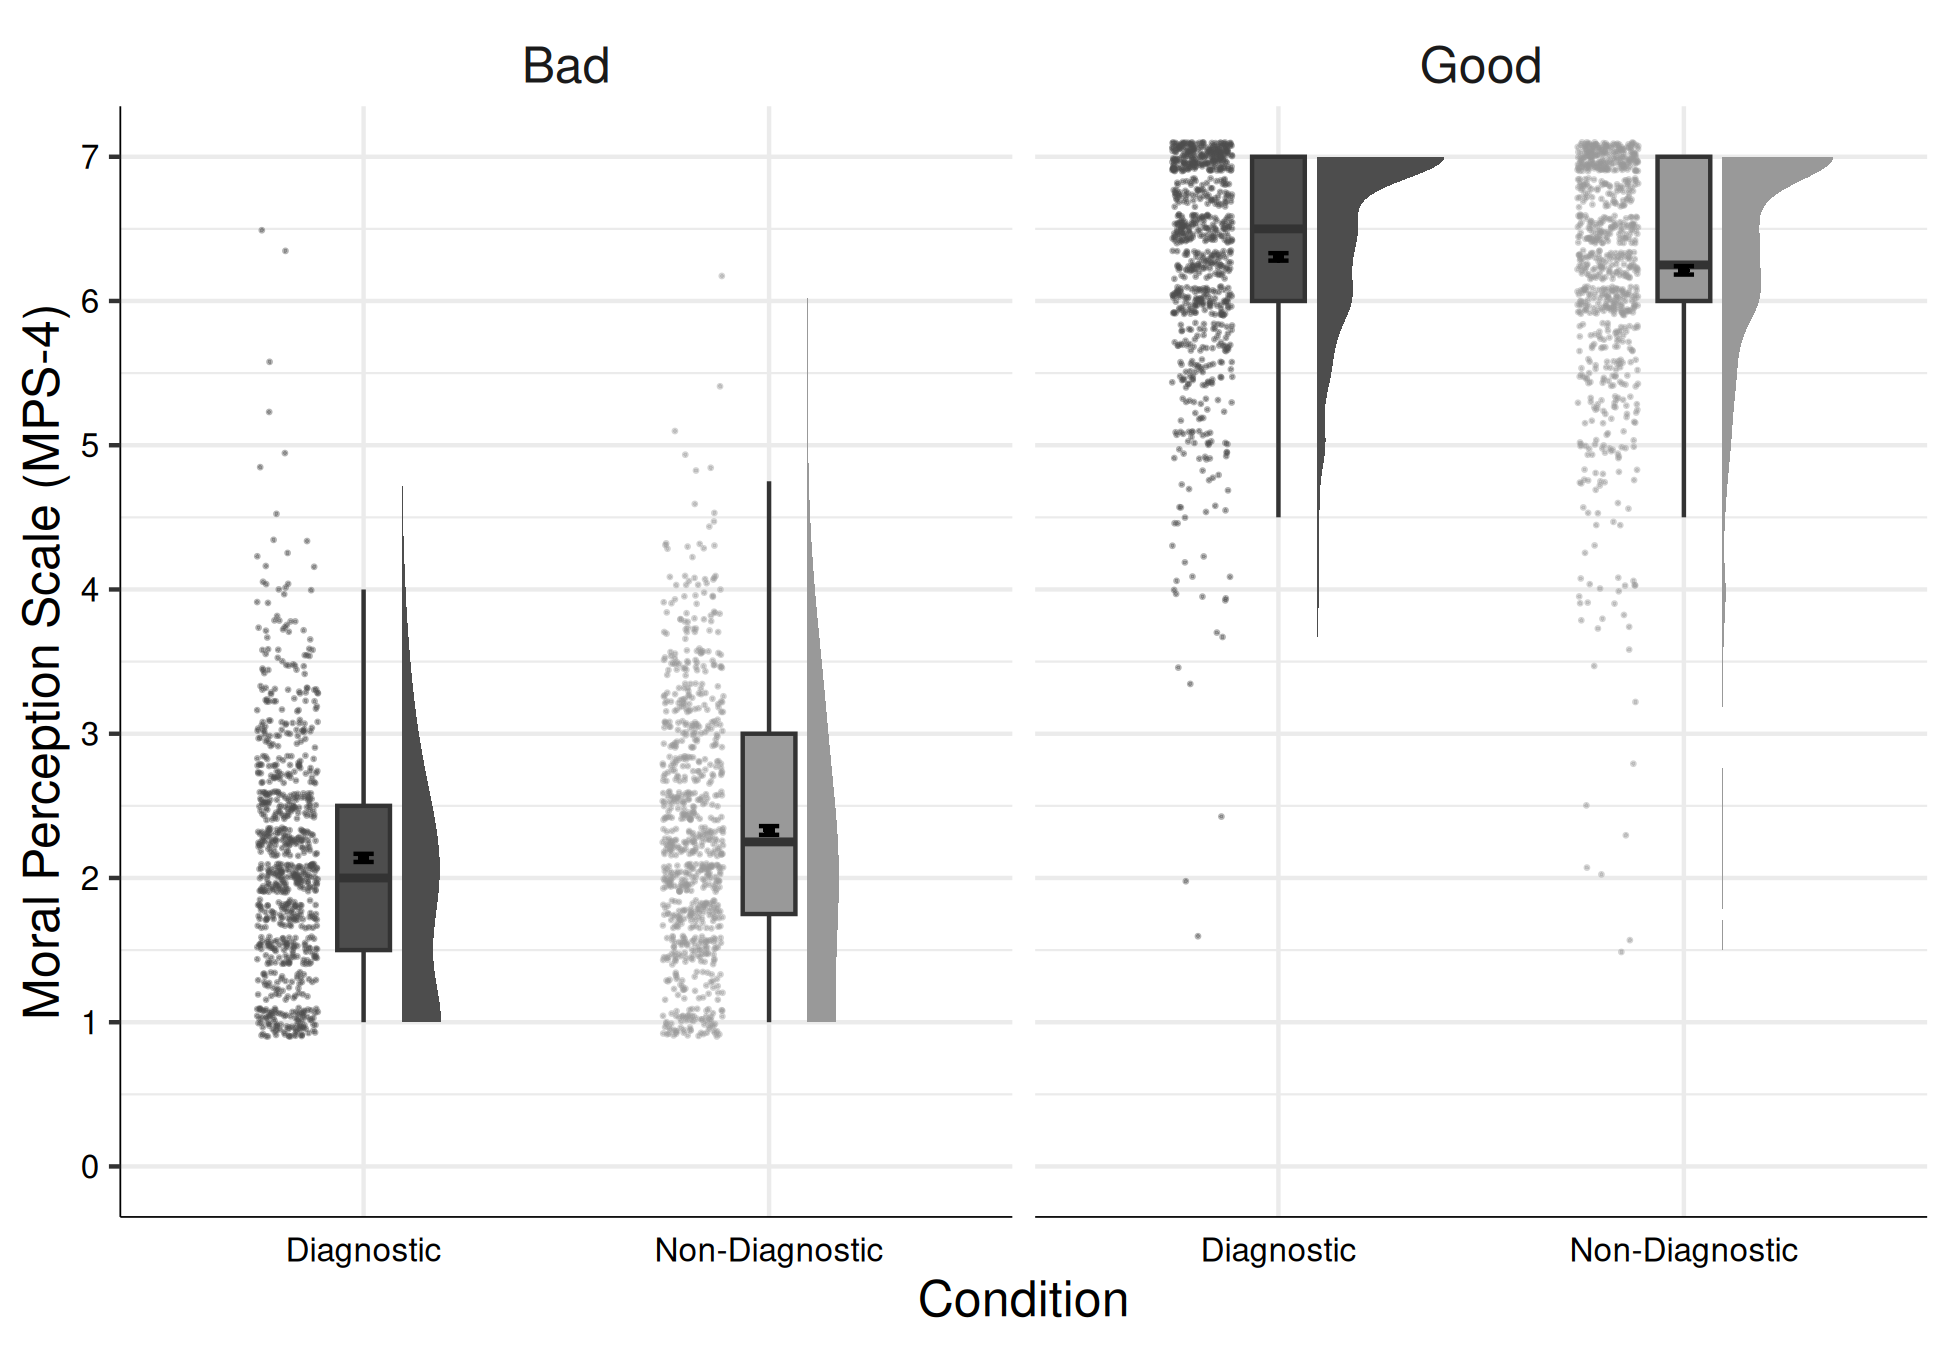 Bad
Good
Moral Perception Scale (MPS-4)
7
6
5
4
3
2
1
0
Diagnostic
Non-Diagnostic
Diagnostic
Non-Diagnostic
Condition